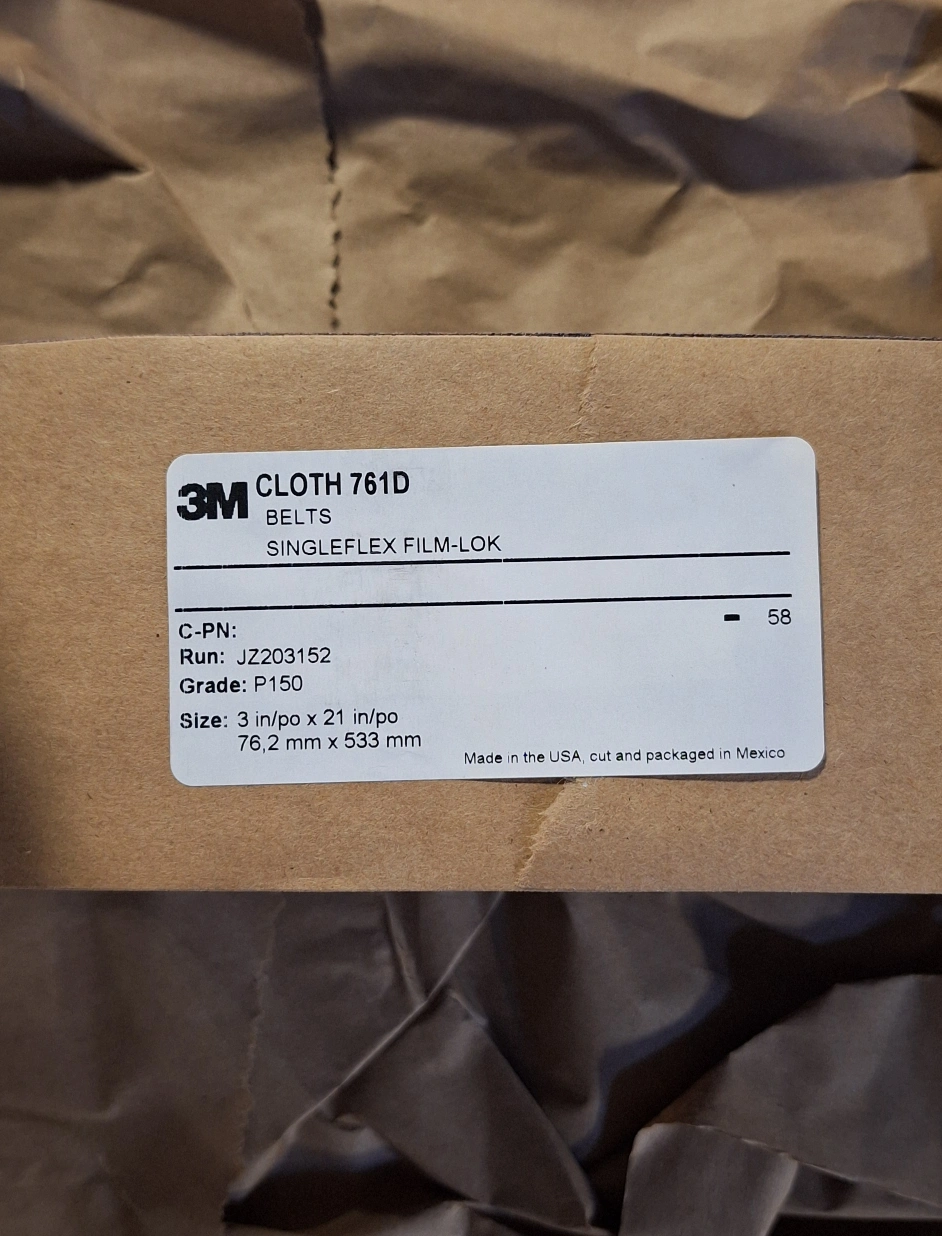 3M CLOTH 761D
BELTS
SINGLEFLEX FILM-LOK
C-PN:
- 58
Run: JZ203152
Grade: P150
Size: 3 in/po x 21 in/po
76,2 mm x 533 mm
Made in the USA, cut and packaged in Mexico